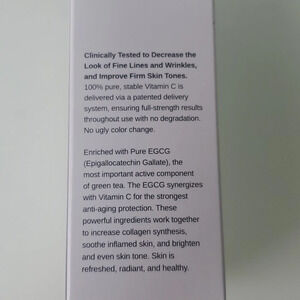 Clinically Tested to Decrease the
Look of Fine Lines and Wrinkles,
and Improve Firm Skin Tones.
100% pure, stable Vitamin C is
delivered via a patented delivery
system, ensuring full-strength results
throughout use with no degradation.
No ugly color change.
Enriched with Pure EGCG
(Epigallocatechin Gallate), the
most important active component
of green tea. The EGCG synergizes
with Vitamin C for the strongest
anti-aging protection. These
powerful ingredients work together
to increase collagen synthesis,
soothe inflamed skin, and brighten
and even skin tone. Skin is
refreshed, radiant, and healthy.